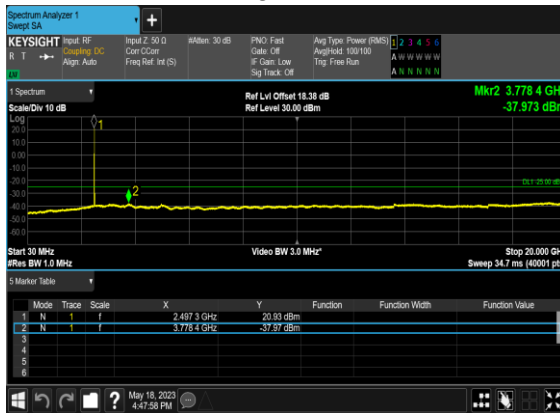 Spectrum Analyzer 1
Swept SA
KEYSIGHT
R T
Input: RF
Coupling: DC
Align: Auto
Input Z: 50 Ω
Corr CCorr
Freq Ref: Int (S)
#Atten: 30 dB
PNO: Fast
Gate: Off
IF Gain: Low
Sig Track: Off
Avg Type: Power (RMS)
Avg|Hold: 100/100
Trig: Free Run
1 2 3 4 5 6
A W W W W W
A N N N N N
1 Spectrum
Scale/Div 10 dB
Ref Lvl Offset 18.38 dB
Ref Level 30.00 dBm
Mkr2 3.778 4 GH
-37.973 dBr
Log
20.0
10.0
0.00
-10.0
-20.0
-30.0
-40.0
-50.0
-60.0
1
2
DL1 -25.00 dB
Start 30 MHz
#Res BW 1.0 MHz
Video BW 3.0 MHz*
Stop 20.000 GH
Sweep 34.7 ms (40001 pts
5 Marker Table
Mode Trace Scale X Y Function Function Width Function Value
1 N 1 f 2.497 3 GHz 20.93 dBm
2 N 1 f 3.778 4 GHz -37.97 dBm
3
4
5
6
?
May 18, 2023
4:47:58 PM